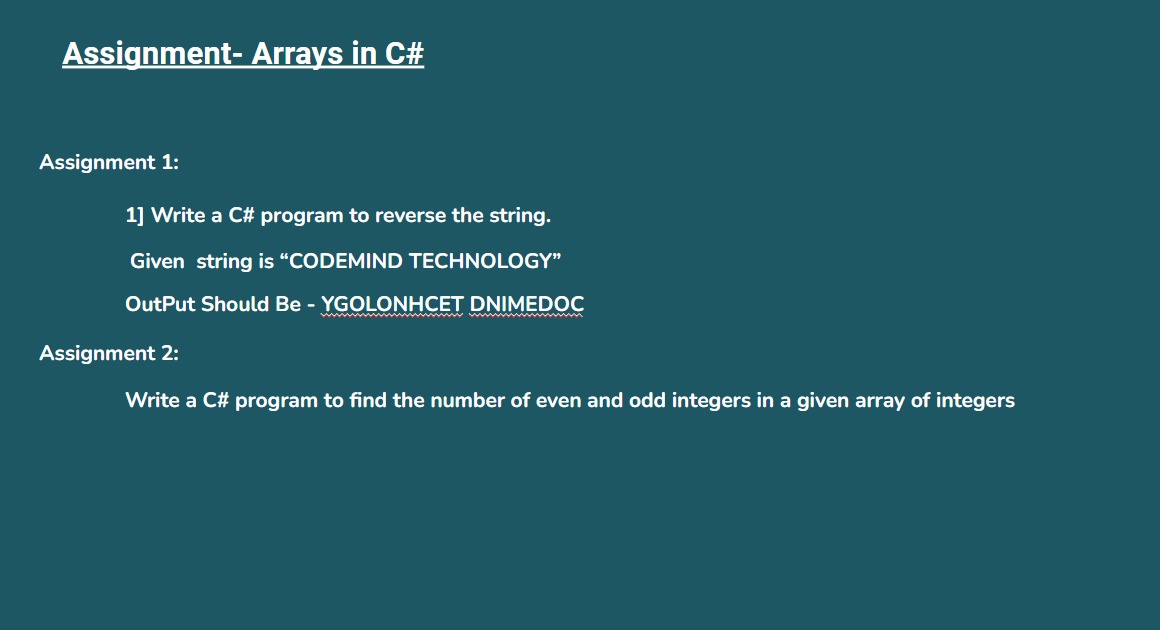 Assignment- Arrays in C#
Assignment 1:
1] Write a C# program to reverse the string.
Given  string is “CODEMIND TECHNOLOGY”
OutPut Should Be - YGOLONHCET DNIMEDOC
Assignment 2:
Write a C# program to find the number of even and odd integers in a given array of integers